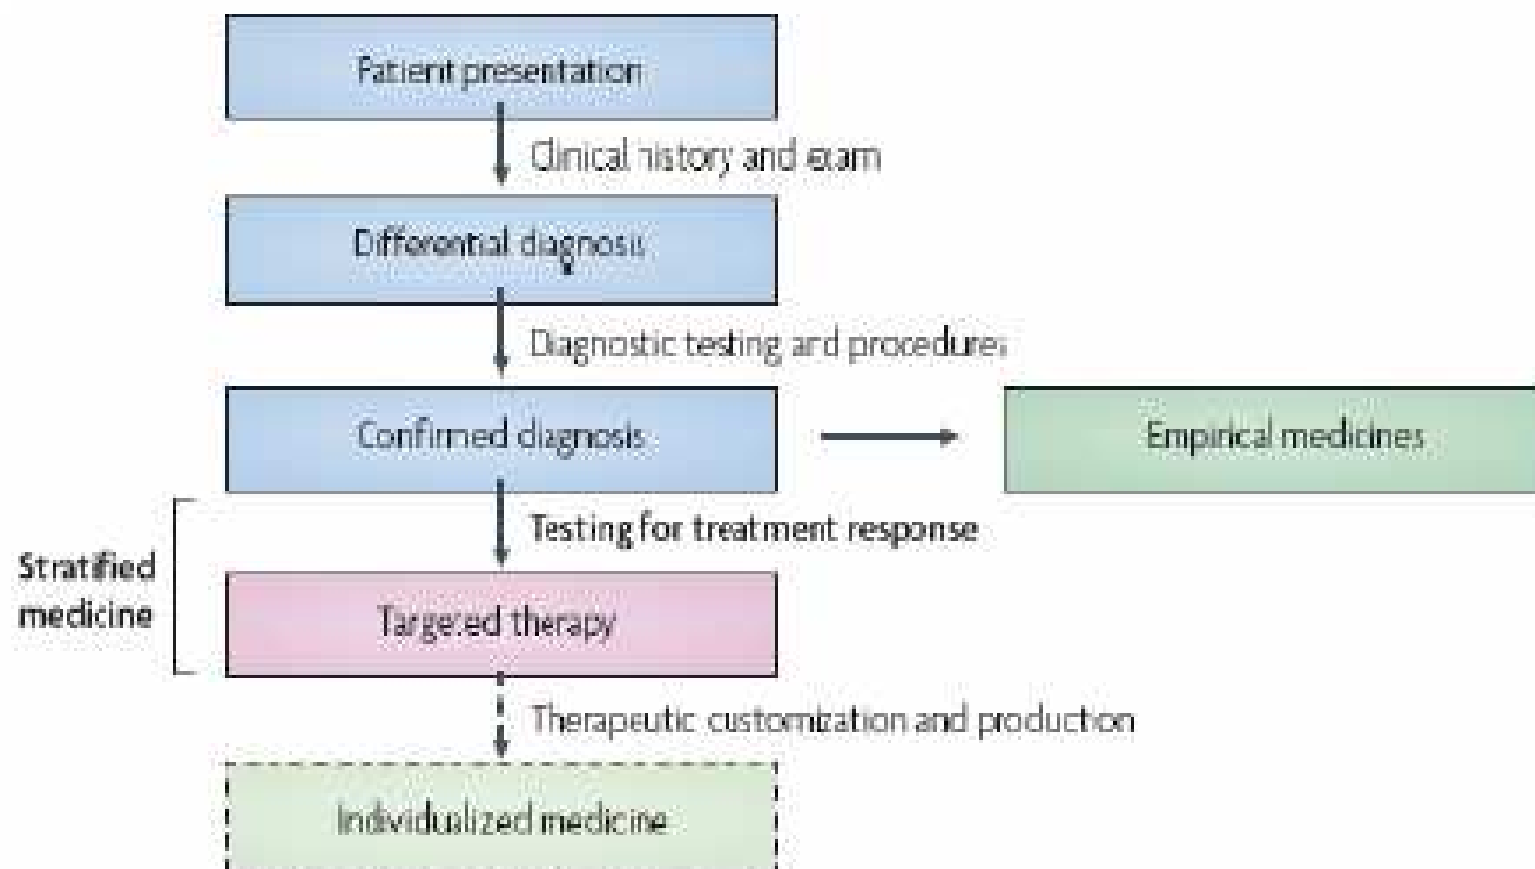 Patient presentation
Clinical history and exam
Differential diagnosis
Diagnostic testing and procedures
Confirmed diagnosis
Empirical medicines
Testing for treatment response
Stratified
medicine
Targeted therapy
Therapeutic customization and production
Individualized medicine